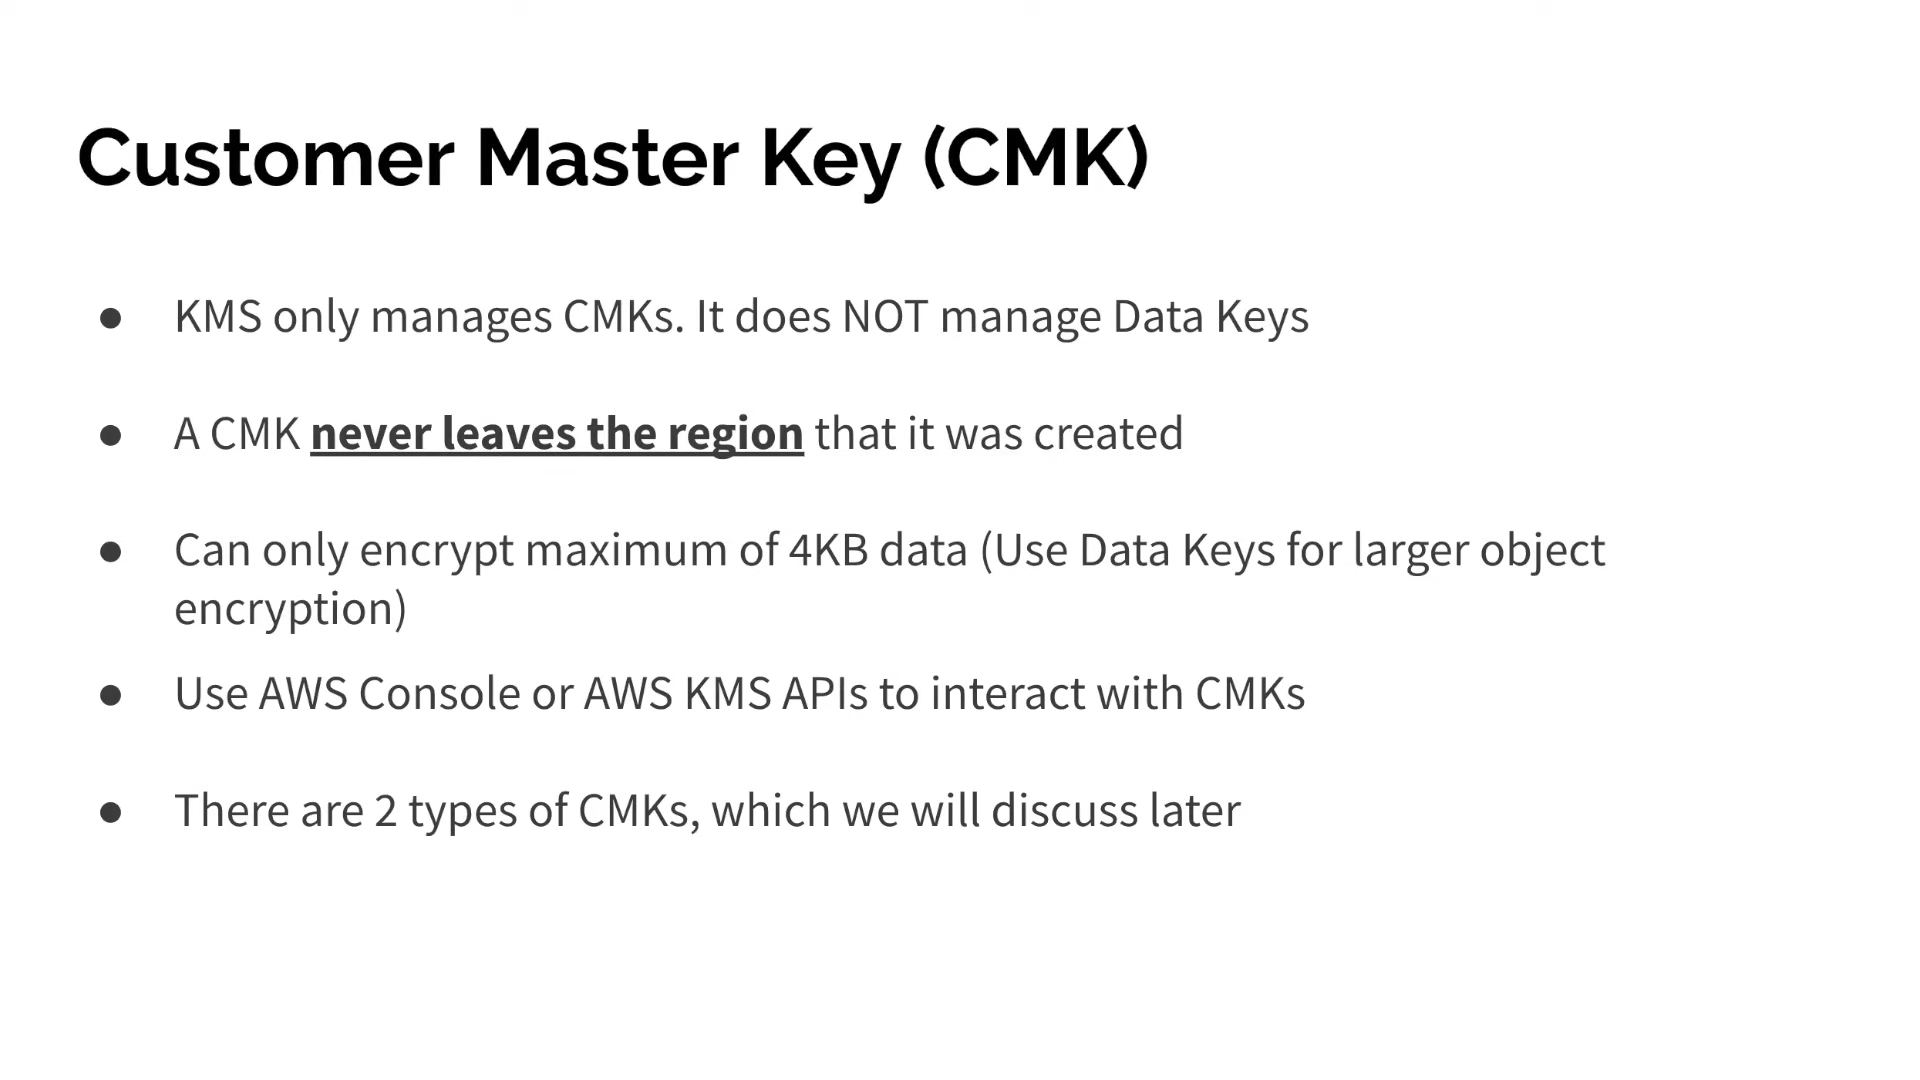 Customer Master Key (CMK)
● KMS only manages CMKs. It does NOT manage Data Keys
● A CMK never leaves the region that it was created
● Can only encrypt maximum of 4KB data (Use Data Keys for larger object
encryption)
● Use AWS Console or AWS KMS APIs to interact with CMKs
● There are 2 types of CMKs, which we will discuss later